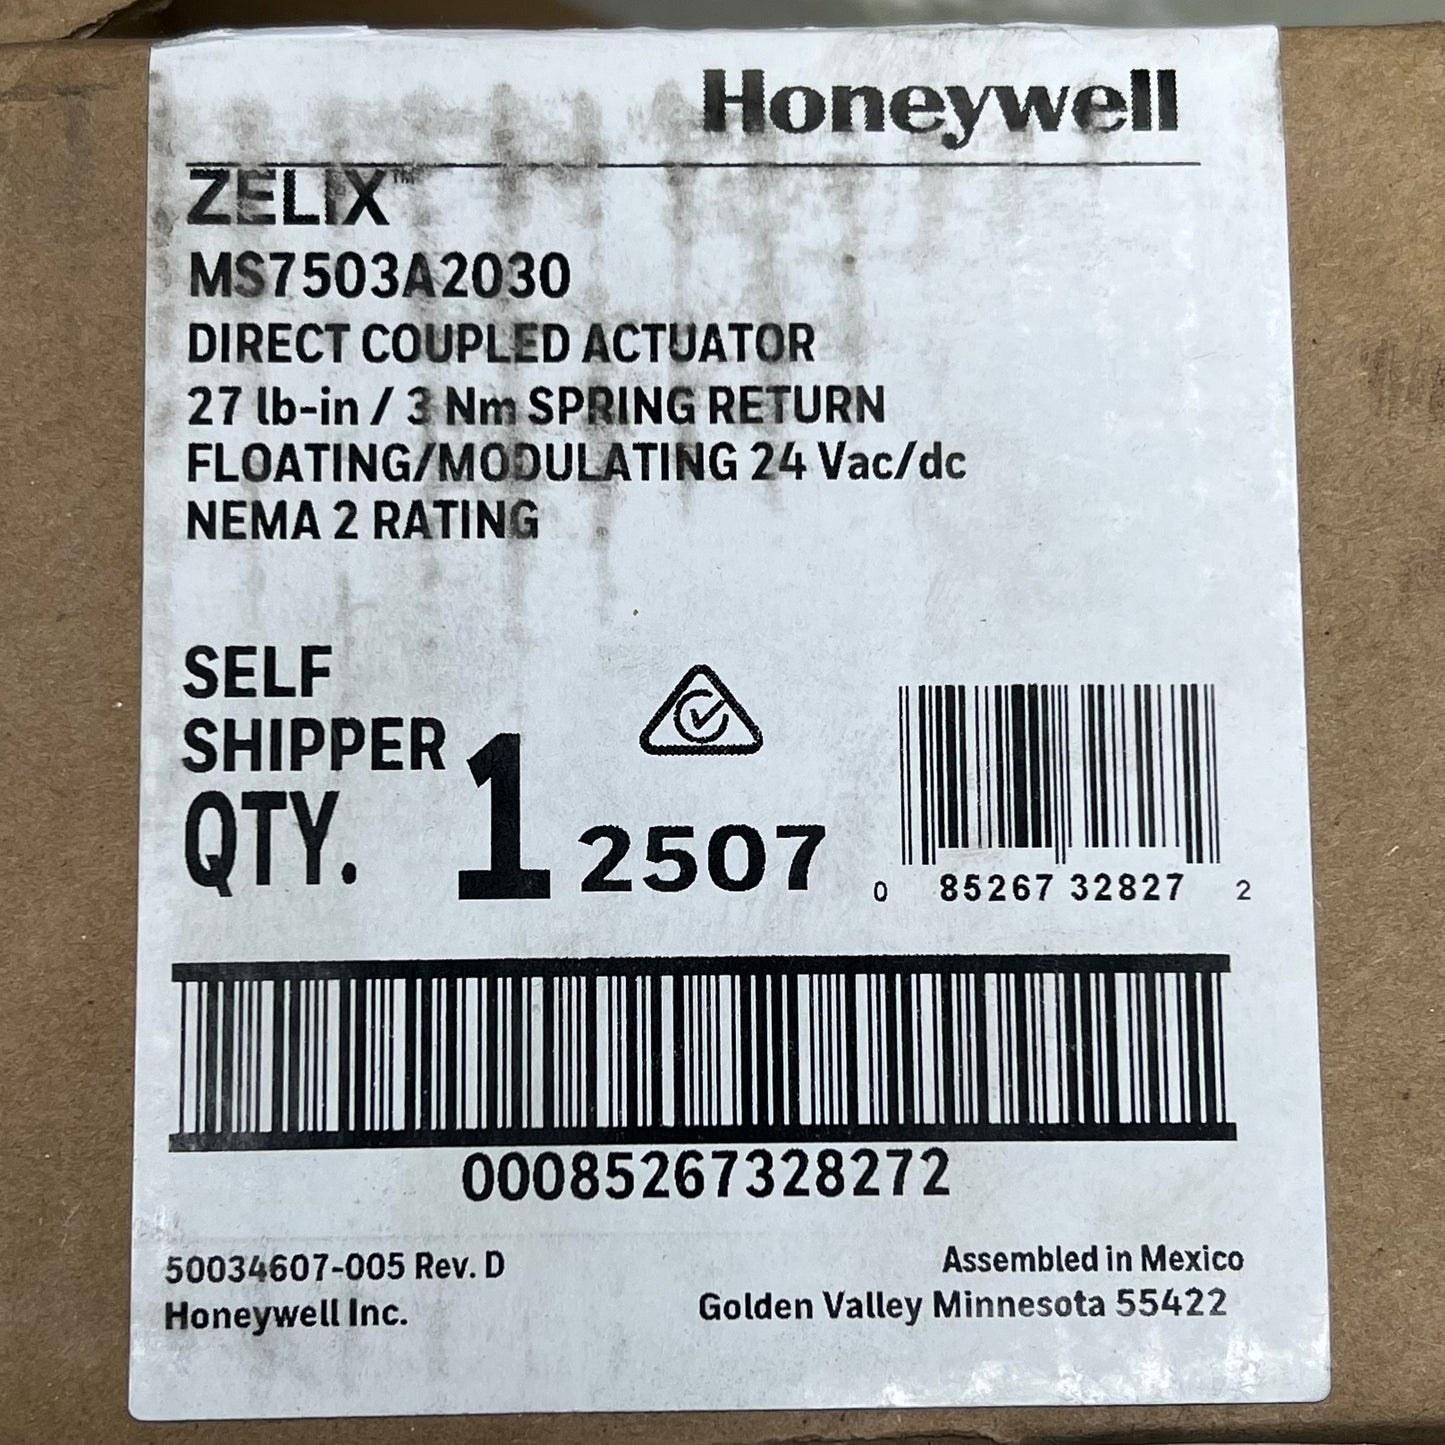 Honeywell
ZELIX™
MS7503A2030
DIRECT COUPLED ACTUATOR
27 lb-in / 3 Nm SPRING RETURN
FLOATING/MODULATING 24 Vac/dc
NEMA 2 RATING
SELF
SHIPPER
QTY. 1
2507
0 85267 32827 2
00085267328272
50034607-005 Rev. D
Honeywell Inc.
Assembled in Mexico
Golden Valley Minnesota 55422